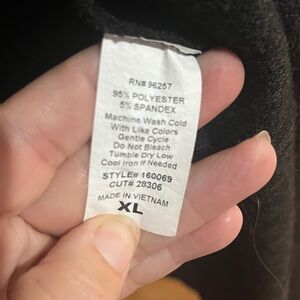 RN# 96257
95% POLYESTER
5% SPANDEX
Machine Wash Cold
With Like Colors
Gentle Cycle
Do Not Bleach
Tumble Dry Low
Cool Iron If Needed
STYLE# 160069
CUT# 28306
MADE IN VIETNAM
XL